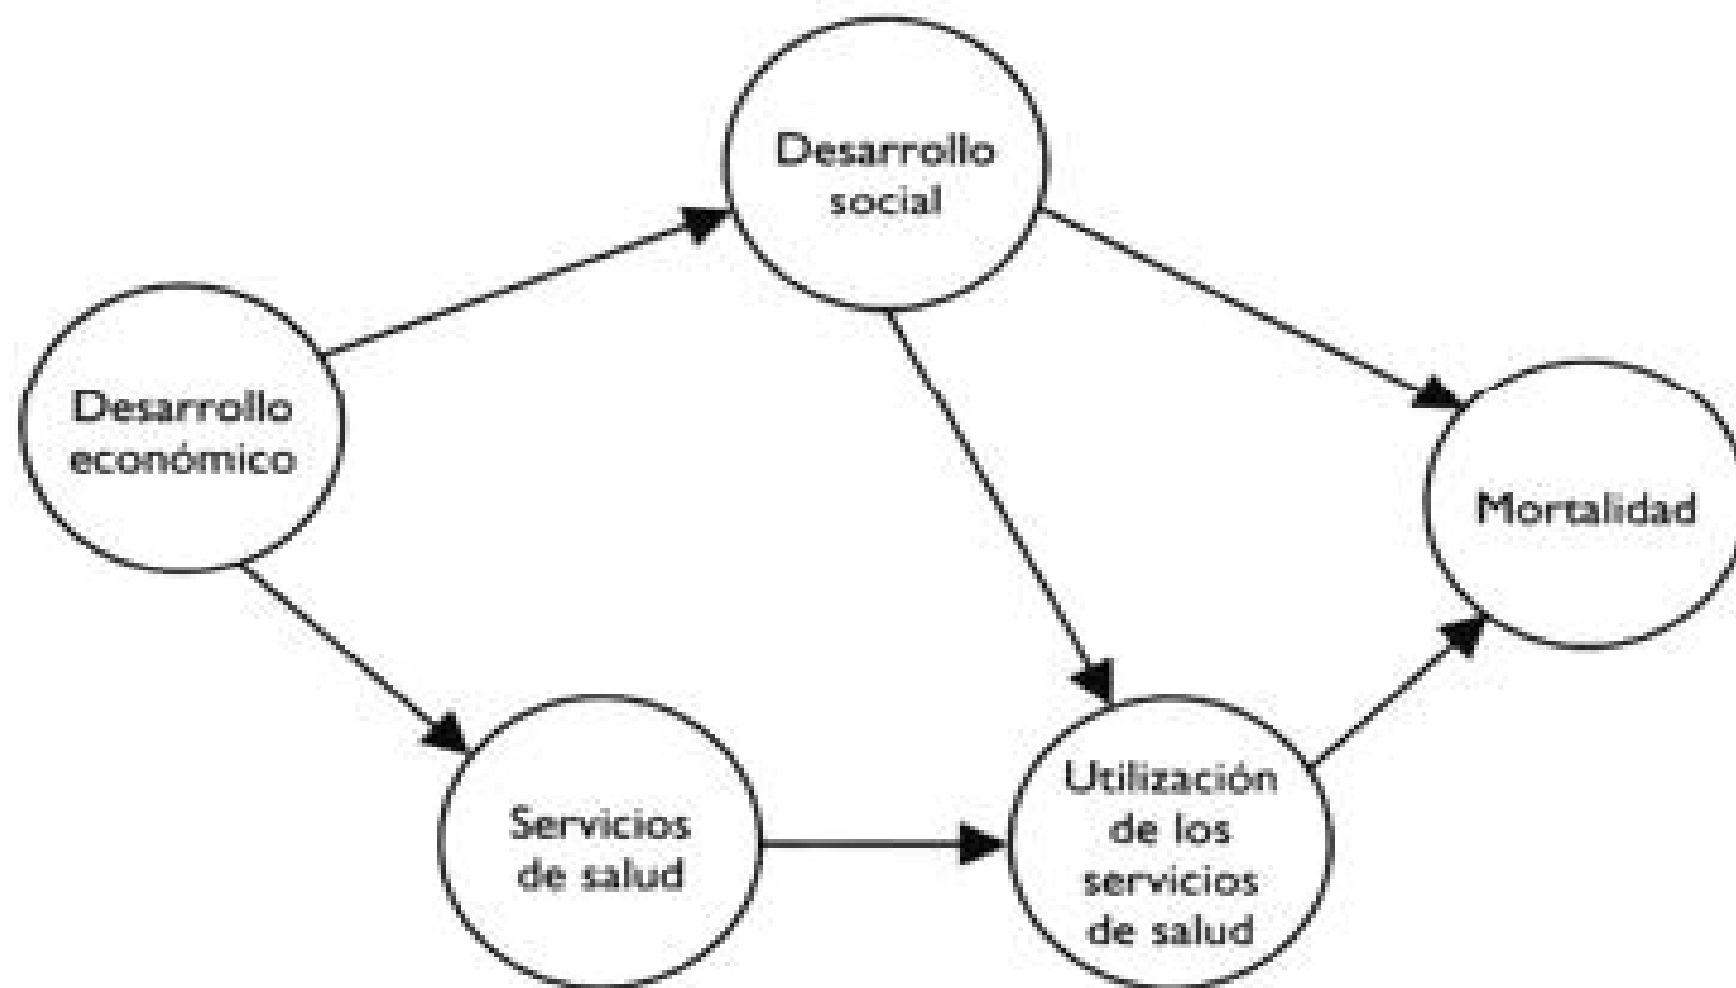 Desarrollo
social
Desarrollo
económico
Mortalidad
Servicios
de salud
Utilización
de los
servicios
de salud